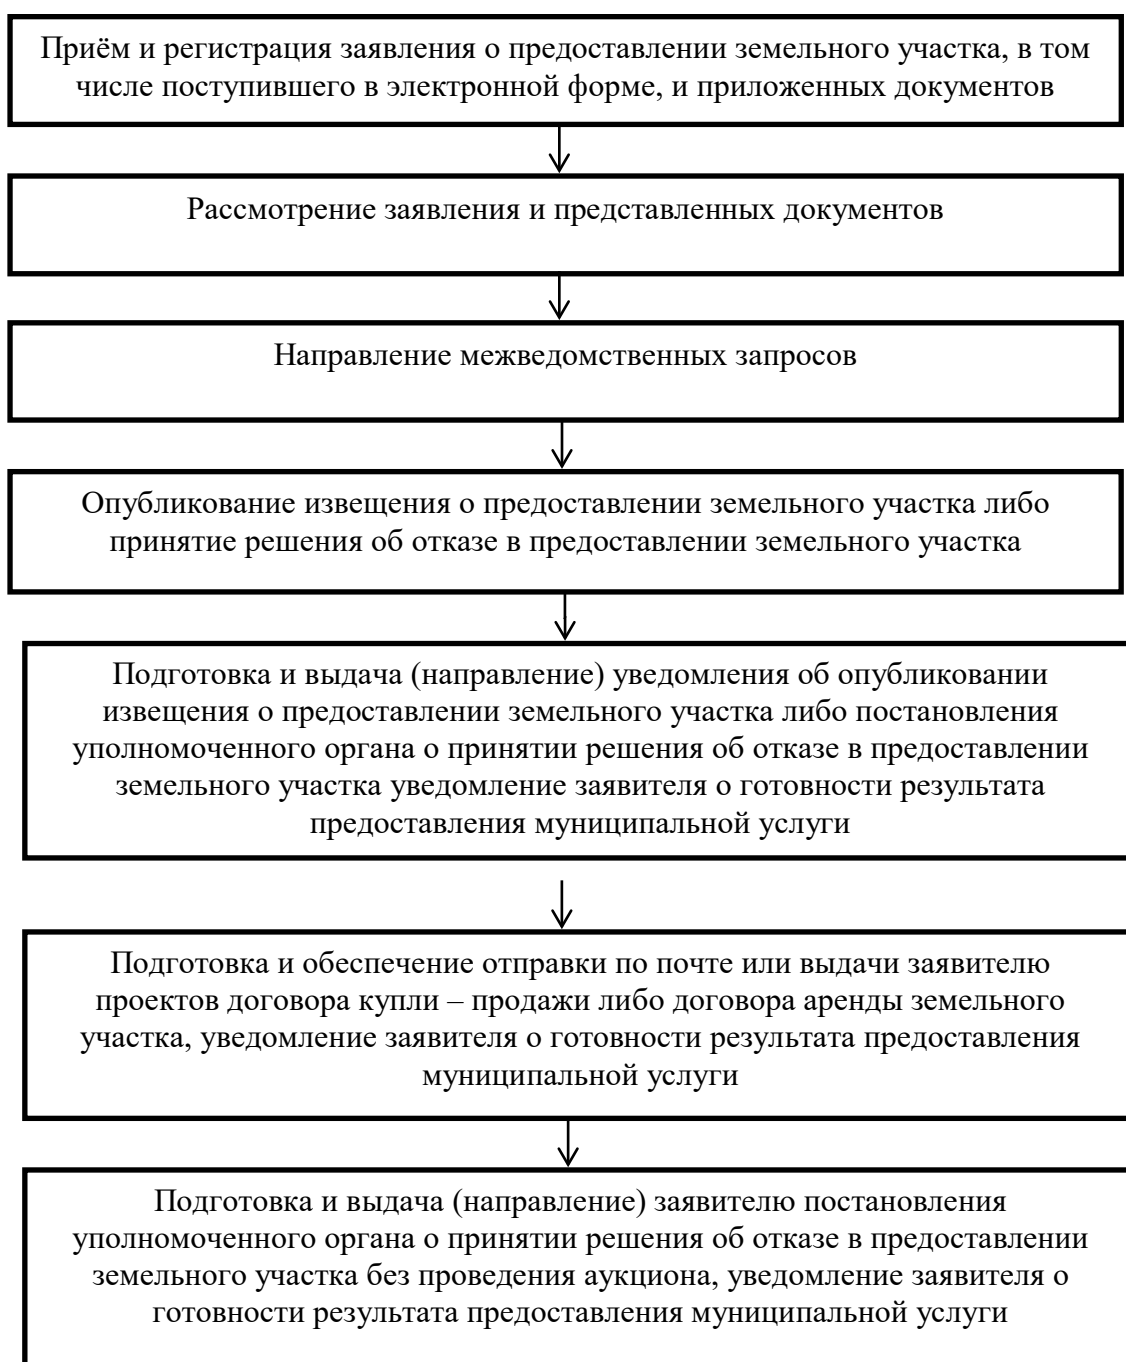 Приём и регистрация заявления о предоставлении земельного участка, в том
числе поступившего в электронной форме, и приложенных документов
Рассмотрение заявления и представленных документов
Направление межведомственных запросов
Опубликование извещения о предоставлении земельного участка либо
принятие решения об отказе в предоставлении земельного участка
Подготовка и выдача (направление) уведомления об опубликовании
извещения о предоставлении земельного участка либо постановления
уполномоченного органа о принятии решения об отказе в предоставлении
земельного участка уведомление заявителя о готовности результата
предоставления муниципальной услуги
Подготовка и обеспечение отправки по почте или выдачи заявителю
проектов договора купли – продажи либо договора аренды земельного
участка, уведомление заявителя о готовности результата предоставления
муниципальной услуги
Подготовка и выдача (направление) заявителю постановления
уполномоченного органа о принятии решения об отказе в предоставлении
земельного участка без проведения аукциона, уведомление заявителя о
готовности результата предоставления муниципальной услуги